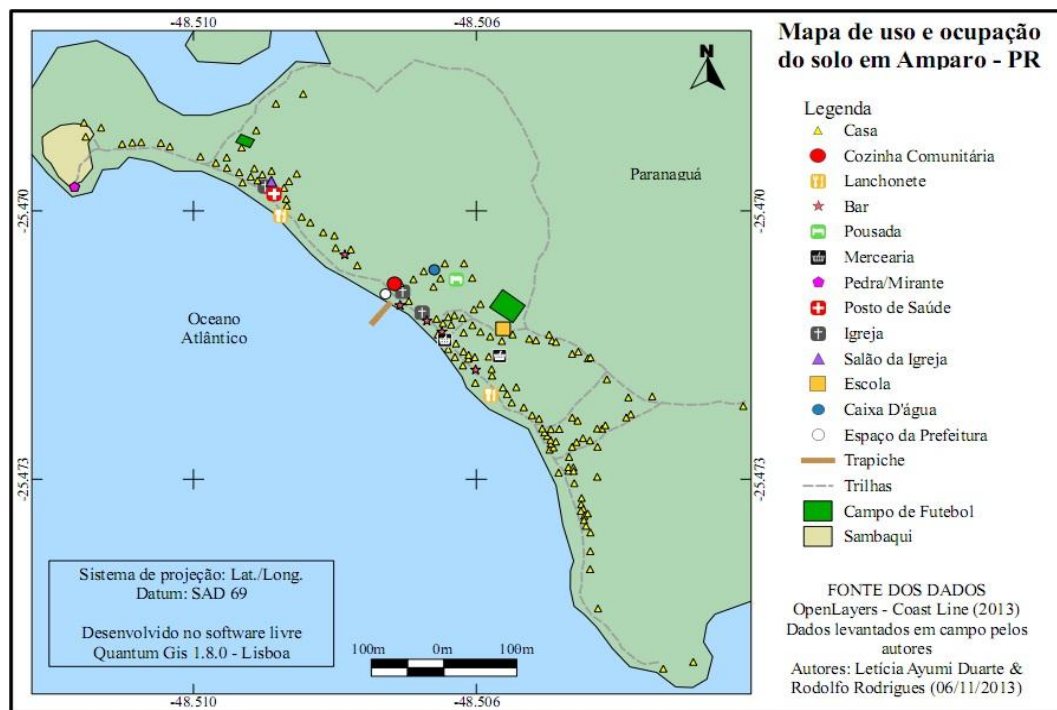 -48.510
-48.506
N
Paranaguá
-25.470
-25.470
Oceano
Atlântico
-25.473
-25.473
Sistema de projeção: Lat./Long.
Datum: SAD 69
Desenvolvido no software livre
Quantum Gis 1.8.0 - Lisboa
100m
0m
100m
-48.510
-48.506
Mapa de uso e ocupação
do solo em Amparo - PR
Legenda
Casa
Cozinha Comunitária
Lanchonete
Bar
Pousada
Mercearia
Pedra/Mirante
Posto de Saúde
Igreja
Salão da Igreja
Escola
Caixa D'água
Espaço da Prefeitura
Trapiche
Trilhas
Campo de Futebol
Sambaqui
FONTE DOS DADOS
OpenLayers - Coast Line (2013)
Dados levantados em campo pelos
autores
Autores: Letícia Ayumi Duarte &
Rodolfo Rodrigues (06/11/2013)